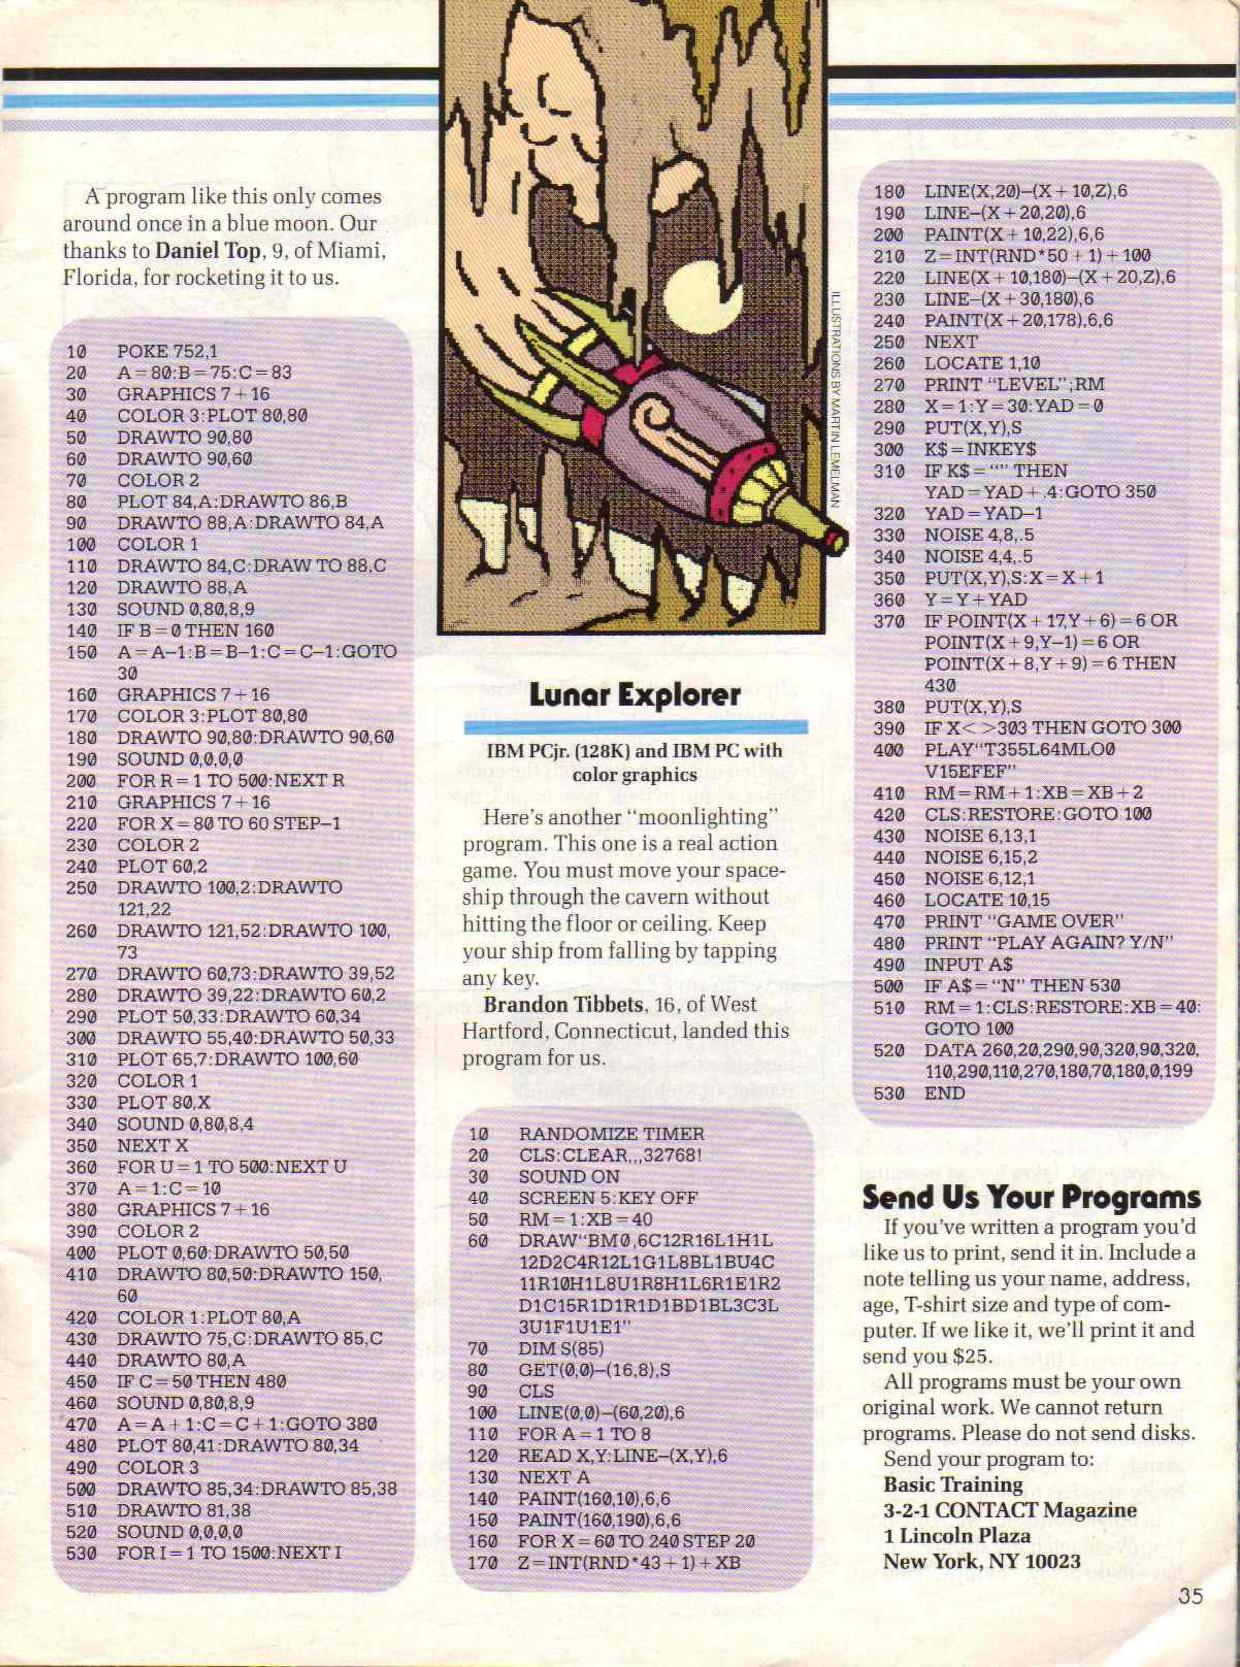 A program like this only comes
around once in a blue moon. Our
thanks to Daniel Top, 9, of Miami,
Florida, for rocketing it to us.
10 POKE 752,1
20 A=80:B=75:C=83
30 GRAPHICS 7+16
40 COLOR 3:PLOT 80,80
50 DRAWTO 90,80
60 DRAWTO 90,60
70 COLOR 2
80 PLOT 84,A:DRAWTO 86,B
90 DRAWTO 88,A:DRAWTO 84,A
100 COLOR 1
110 DRAWTO 84,C:DRAW TO 88,C
120 DRAWTO 88,A
130 SOUND 0,80,8,9
140 IF B=0 THEN 160
150 A=A–1:B=B–1:C=C–1:GOTO
30
160 GRAPHICS 7+16
170 COLOR 3:PLOT 80,80
180 DRAWTO 90,80:DRAWTO 90,60
190 SOUND 0,0,0,0
200 FOR R=1 TO 500:NEXT R
210 GRAPHICS 7+16
220 FOR X=80 TO 60 STEP–1
230 COLOR 2
240 PLOT 60,2
250 DRAWTO 100,2:DRAWTO
121,22
260 DRAWTO 121,52:DRAWTO 100,
73
270 DRAWTO 60,73:DRAWTO 39,52
280 DRAWTO 39,22:DRAWTO 60,2
290 PLOT 50,33:DRAWTO 60,34
300 DRAWTO 55,40:DRAWTO 50,33
310 PLOT 65,7:DRAWTO 100,60
320 COLOR 1
330 PLOT 80,X
340 SOUND 0,80,8,4
350 NEXT X
360 FOR U=1 TO 500:NEXT U
370 A=1:C=10
380 GRAPHICS 7+16
390 COLOR 2
400 PLOT 0,60:DRAWTO 50,50
410 DRAWTO 80,50:DRAWTO 150,
60
420 COLOR 1:PLOT 80,A
430 DRAWTO 75,C:DRAWTO 85,C
440 DRAWTO 80,A
450 IF C=50 THEN 480
460 SOUND 0,80,8,9
470 A=A+1:C=C+1:GOTO 380
480 PLOT 80,41:DRAWTO 80,34
490 COLOR 3
500 DRAWTO 85,34:DRAWTO 85,38
510 DRAWTO 81,38
520 SOUND 0,0,0,0
530 FOR I=1 TO 1500:NEXT I
ILLUSTRATIONS BY MARTIN LEMELMAN
Lunar Explorer
IBM PCjr. (128K) and IBM PC with
color graphics
Here's another "moonlighting"
program. This one is a real action
game. You must move your space-
ship through the cavern without
hitting the floor or ceiling. Keep
your ship from falling by tapping
any key.
Brandon Tibbets, 16, of West
Hartford, Connecticut, landed this
program for us.
10 RANDOMIZE TIMER
20 CLS:CLEAR,,,32768!
30 SOUND ON
40 SCREEN 5:KEY OFF
50 RM=1:XB=40
60 DRAW"BM0,6C12R16L1H1L
12D2C4R12L1G1L8BL1BU4C
11R10H1L8U1R8H1L6R1E1R2
D1C15R1D1R1D1BD1BL3C3L
3U1F1U1E1"
70 DIM S(85)
80 GET(0,0)–(16,8),S
90 CLS
100 LINE(0,0)–(60,20),6
110 FOR A=1 TO 8
120 READ X,Y:LINE–(X,Y),6
130 NEXT A
140 PAINT(160,10),6,6
150 PAINT(160,190),6,6
160 FOR X=60 TO 240 STEP 20
170 Z=INT(RND*43+1)+XB
180 LINE(X,20)–(X+10,Z),6
190 LINE–(X+20,20),6
200 PAINT(X+10,22),6,6
210 Z=INT(RND*50+1)+100
220 LINE(X+10,180)–(X+20,Z),6
230 LINE–(X+30,180),6
240 PAINT(X+20,178),6,6
250 NEXT
260 LOCATE 1,10
270 PRINT "LEVEL";RM
280 X=1:Y=30:YAD=0
290 PUT(X,Y),S
300 K$=INKEY$
310 IF K$="" THEN
YAD=YAD+.4:GOTO 350
320 YAD=YAD–1
330 NOISE 4,8,.5
340 NOISE 4,4,.5
350 PUT(X,Y),S:X=X+1
360 Y=Y+YAD
370 IF POINT(X+17,Y+6)=6 OR
POINT(X+9,Y–1)=6 OR
POINT(X+8,Y+9)=6 THEN
430
380 PUT(X,Y),S
390 IF X< >303 THEN GOTO 300
400 PLAY"T355L64MLO0
V15EFEF"
410 RM=RM+1:XB=XB+2
420 CLS:RESTORE:GOTO 100
430 NOISE 6,13,1
440 NOISE 6,15,2
450 NOISE 6,12,1
460 LOCATE 10,15
470 PRINT "GAME OVER"
480 PRINT "PLAY AGAIN? Y/N"
490 INPUT A$
500 IF A$="N" THEN 530
510 RM=1:CLS:RESTORE:XB=40:
GOTO 100
520 DATA 260,20,290,90,320,90,320,
110,290,110,270,180,70,180,0,199
530 END
Send Us Your Programs
If you've written a program you'd
like us to print, send it in. Include a
note telling us your name, address,
age, T-shirt size and type of com-
puter. If we like it, we'll print it and
send you $25.
All programs must be your own
original work. We cannot return
programs. Please do not send disks.
Send your program to:
Basic Training
3-2-1 CONTACT Magazine
1 Lincoln Plaza
New York, NY 10023
35